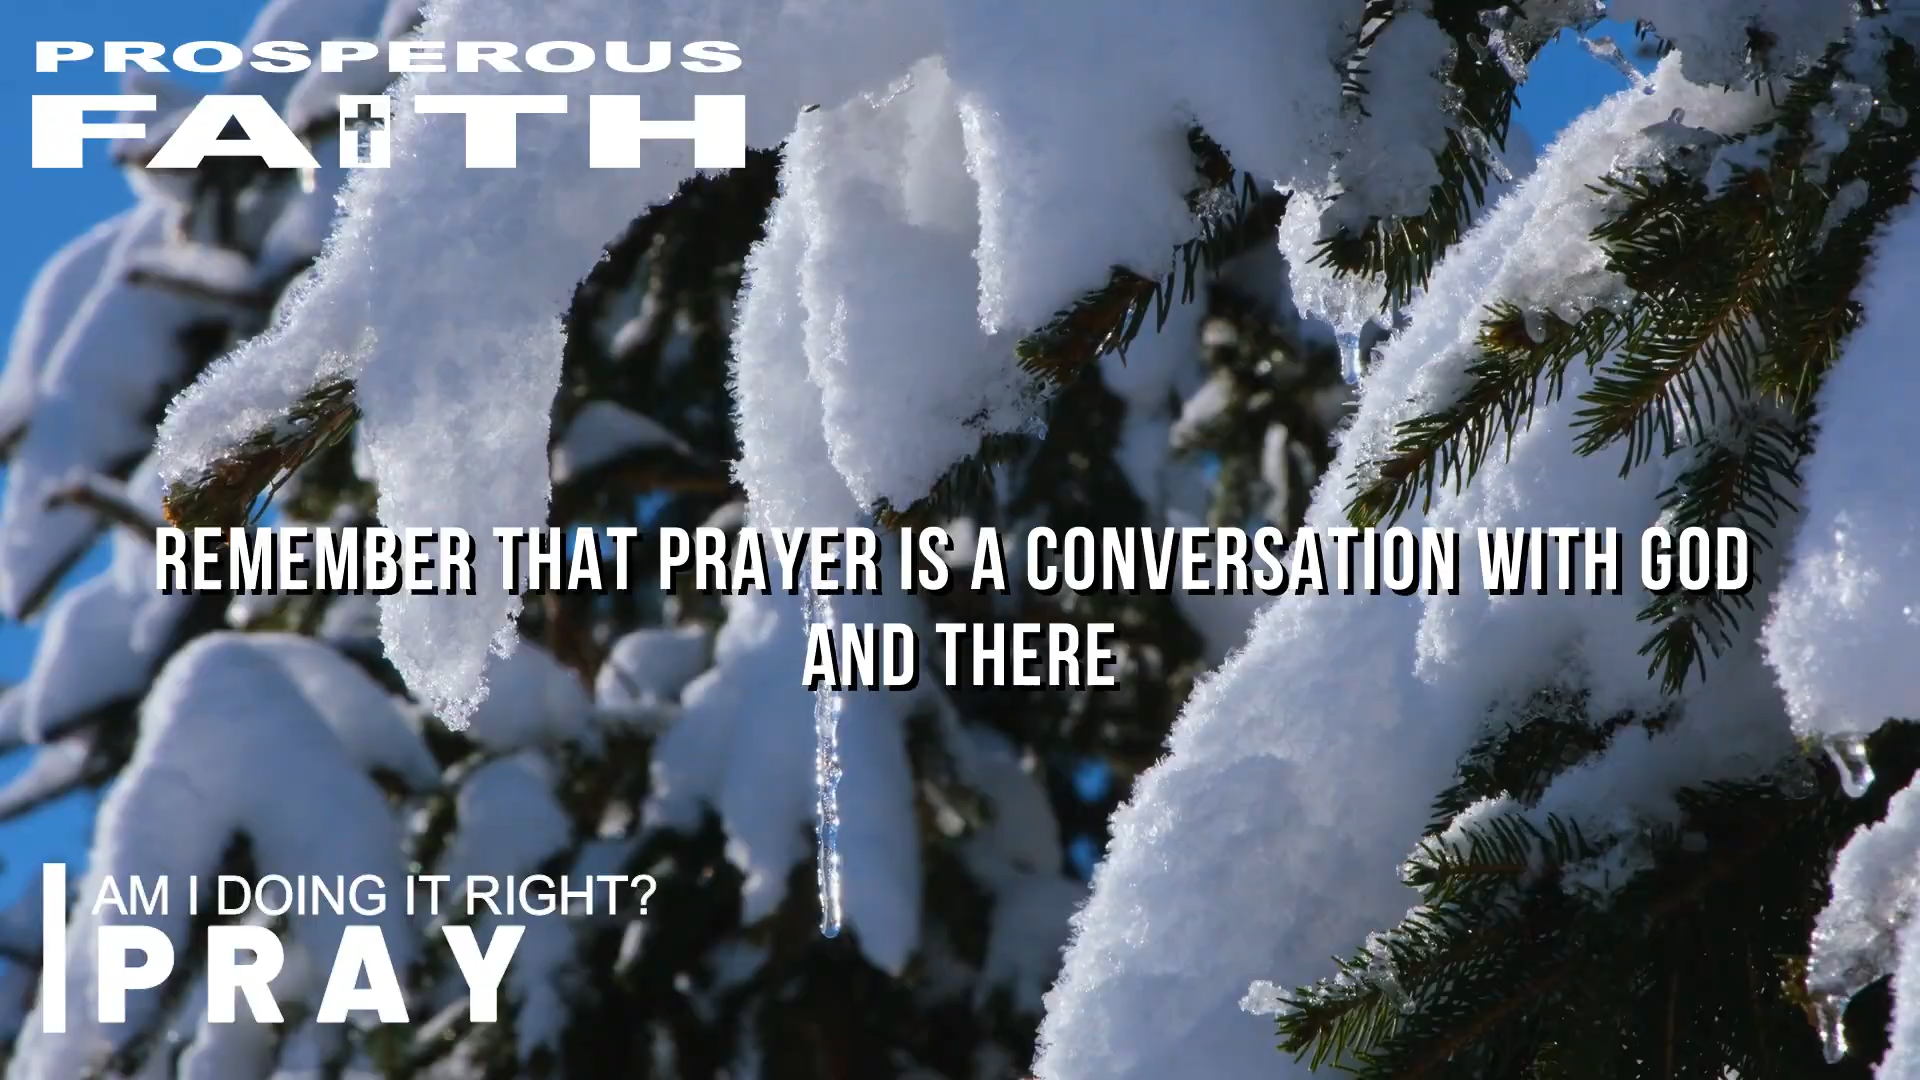 PROSPEROUS
FAITH
REMEMBER THAT PRAYER IS A CONVERSATION WITH GOD
AND THERE
AM I DOING IT RIGHT?
PRAY